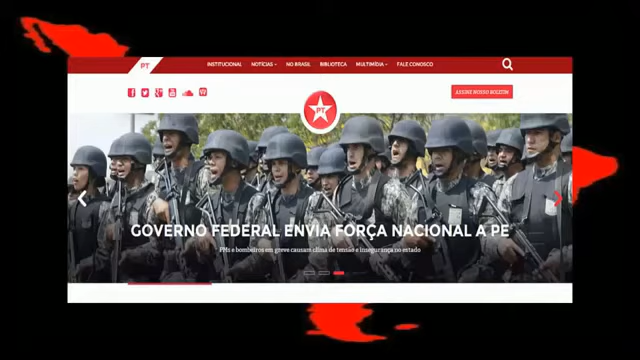 PT
INSTITUCIONAL NOTÍCIAS NO BRASIL BIBLIOTECA MULTIMÍDIA FALE CONOSCO
ASSINE NOSSO BOLETIM
PT
GOVERNO FEDERAL ENVIA FORÇA NACIONAL A PE
PMs e bombeiros em greve causam clima de tensão e insegurança no estado